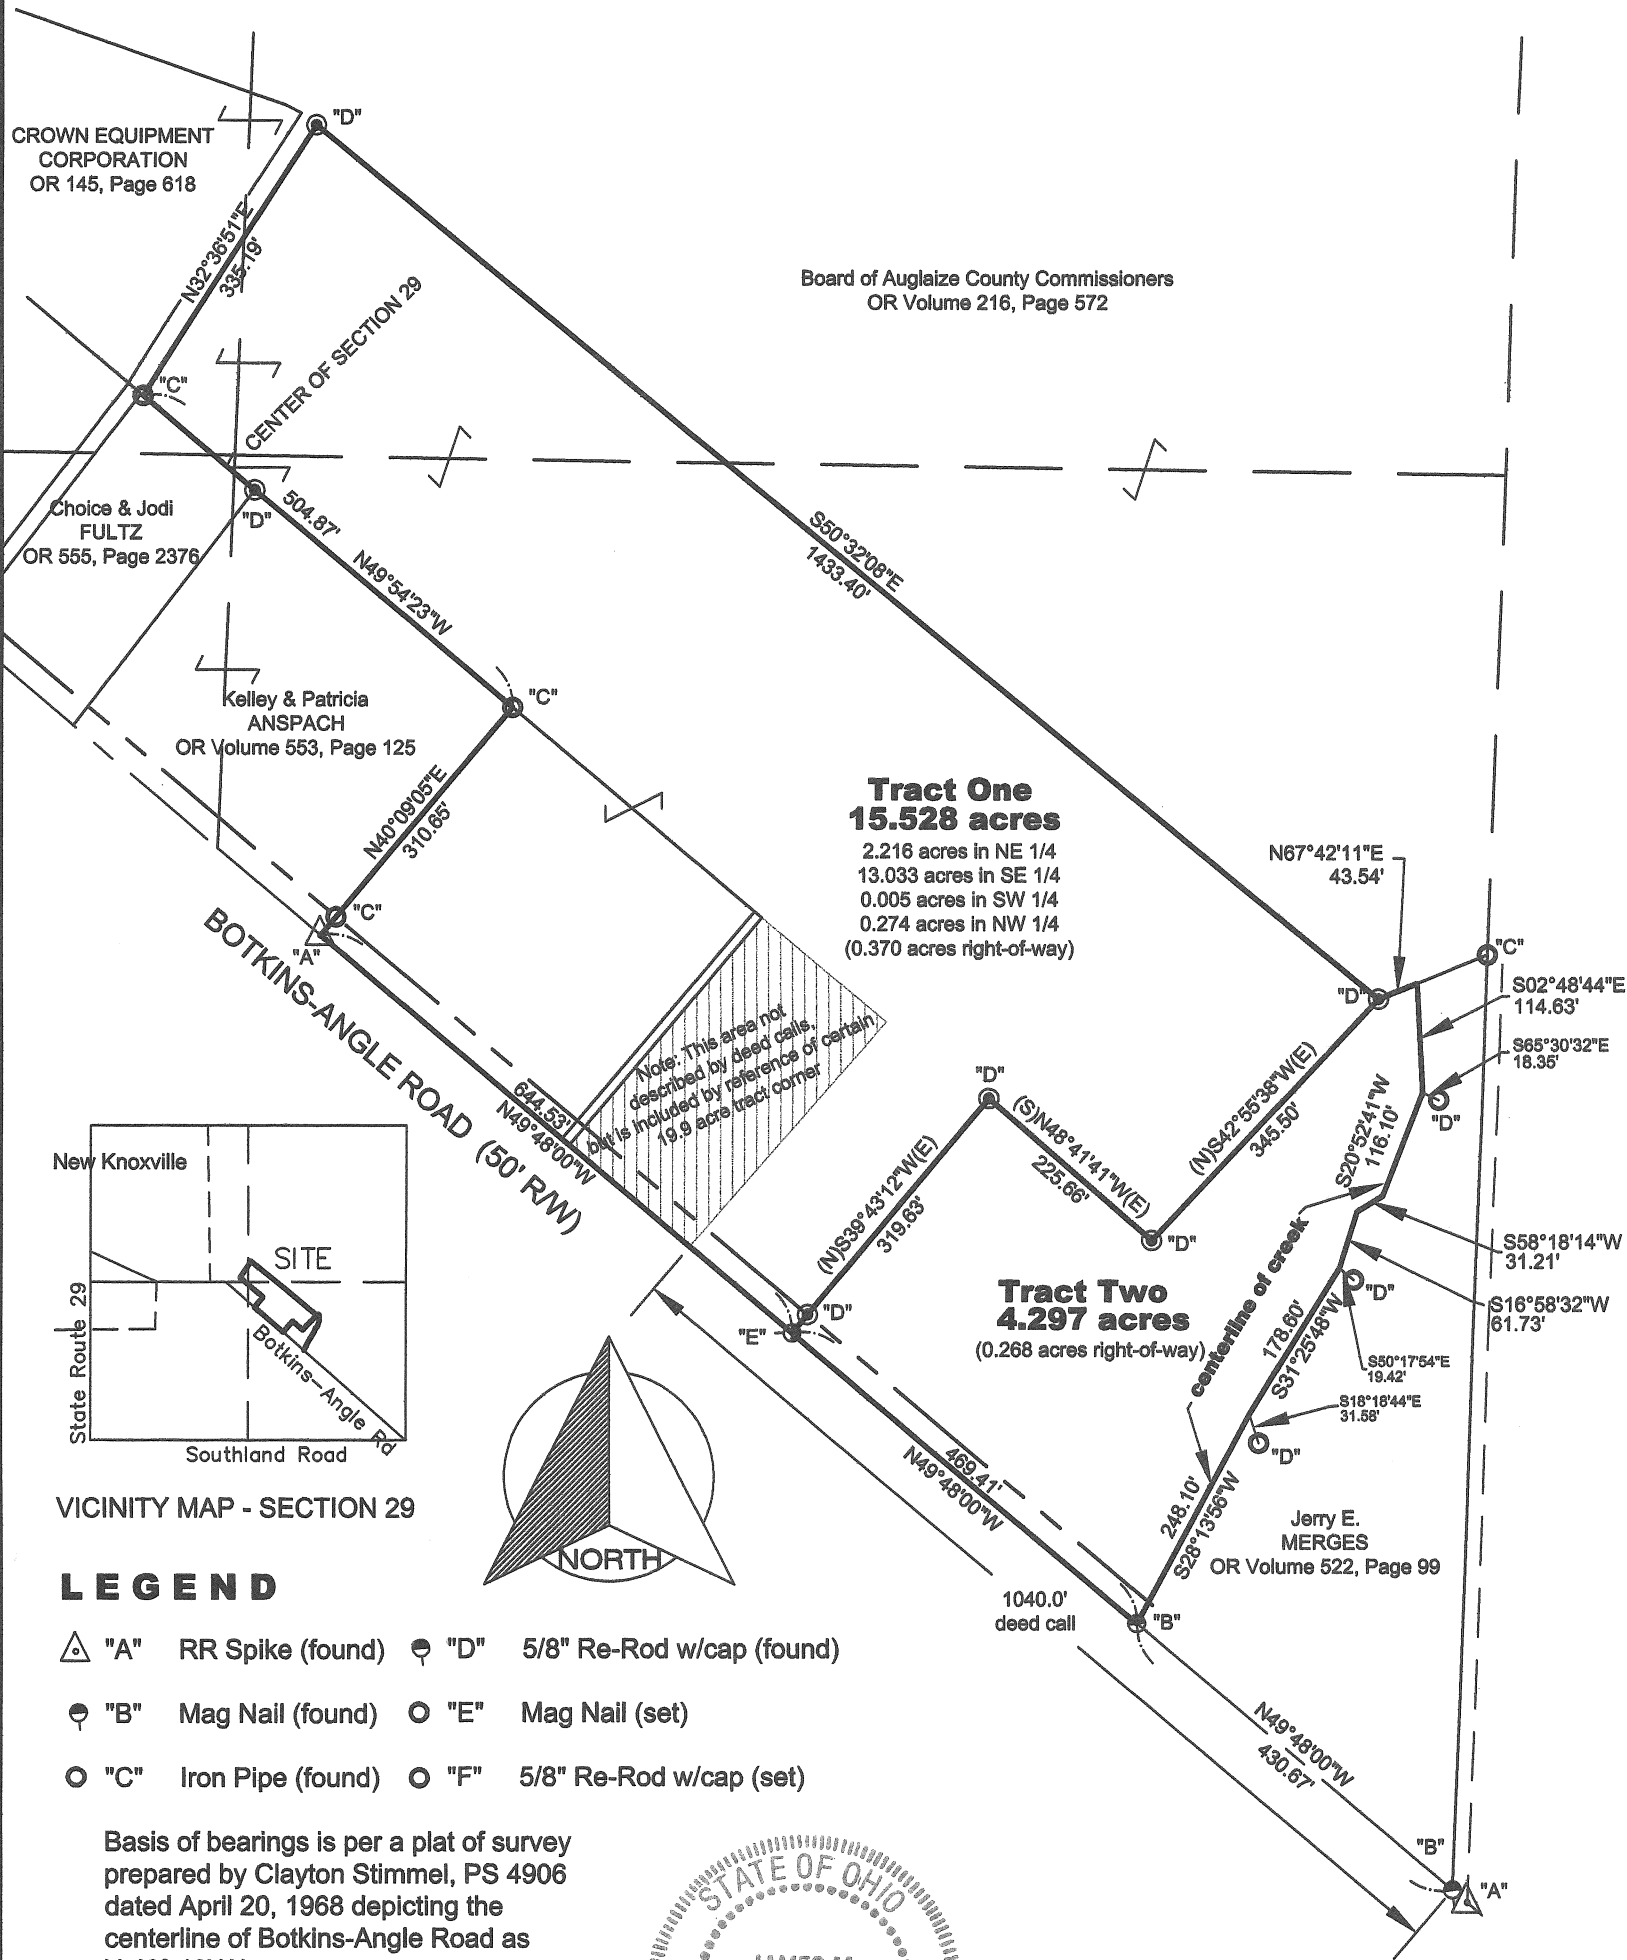 "D"
CROWN EQUIPMENT
CORPORATION
OR 145, Page 618
N32°36'51"E
335.19'
Board of Auglaize County Commissioners
OR Volume 216, Page 572
CENTER OF SECTION 29
"C"
Choice & Jodi
FULTZ
OR 555, Page 2376
"D"
504.87'
N49°54'23"W
S50°32'08"E
1433.40'
"C"
Kelley & Patricia
ANSPACH
OR Volume 553, Page 125
N40°09'05"E
310.65'
"C"
"A"
Tract One
15.528 acres
2.216 acres in NE 1/4
13.033 acres in SE 1/4
0.005 acres in SW 1/4
0.274 acres in NW 1/4
(0.370 acres right-of-way)
N67°42'11"E
43.54'
"C"
"D"
S02°48'44"E
114.63'
S65°30'32"E
18.35'
"D"
BOTKINS-ANGLE ROAD (50' R/W)
Note: This area not
described by deed calls,
but is included by reference of certain
19.9 acre tract corner
644.53'
N49°48'00"W
"D"
(S)N48°41'41"W(E)
225.66'
(N)S42°55'38"W(E)
345.50'
S20°52'41"W
116.10'
(N)S39°43'12"W(E)
319.63'
"D"
S58°18'14"W
31.21'
"D"
S16°58'32"W
61.73'
Tract Two
4.297 acres
(0.268 acres right-of-way)
centerline of creek
178.60'
S31°25'48"W
S50°17'54"E
19.42'
S18°18'44"E
31.58'
"D"
"D"
"E"
469.41'
N49°48'00"W
248.10'
S28°13'56"W
Jerry E.
MERGES
OR Volume 522, Page 99
1040.0'
deed call
"B"
N49°48'00"W
430.67'
"B"
"A"
New Knoxville
SITE
State Route 29
Botkins-Angle Rd
Southland Road
VICINITY MAP - SECTION 29
NORTH
LEGEND
"A" RR Spike (found) "D" 5/8" Re-Rod w/cap (found)
"B" Mag Nail (found) "E" Mag Nail (set)
"C" Iron Pipe (found) "F" 5/8" Re-Rod w/cap (set)
Basis of bearings is per a plat of survey
prepared by Clayton Stimmel, PS 4906
dated April 20, 1968 depicting the
centerline of Botkins-Angle Road as
STATE OF OHIO